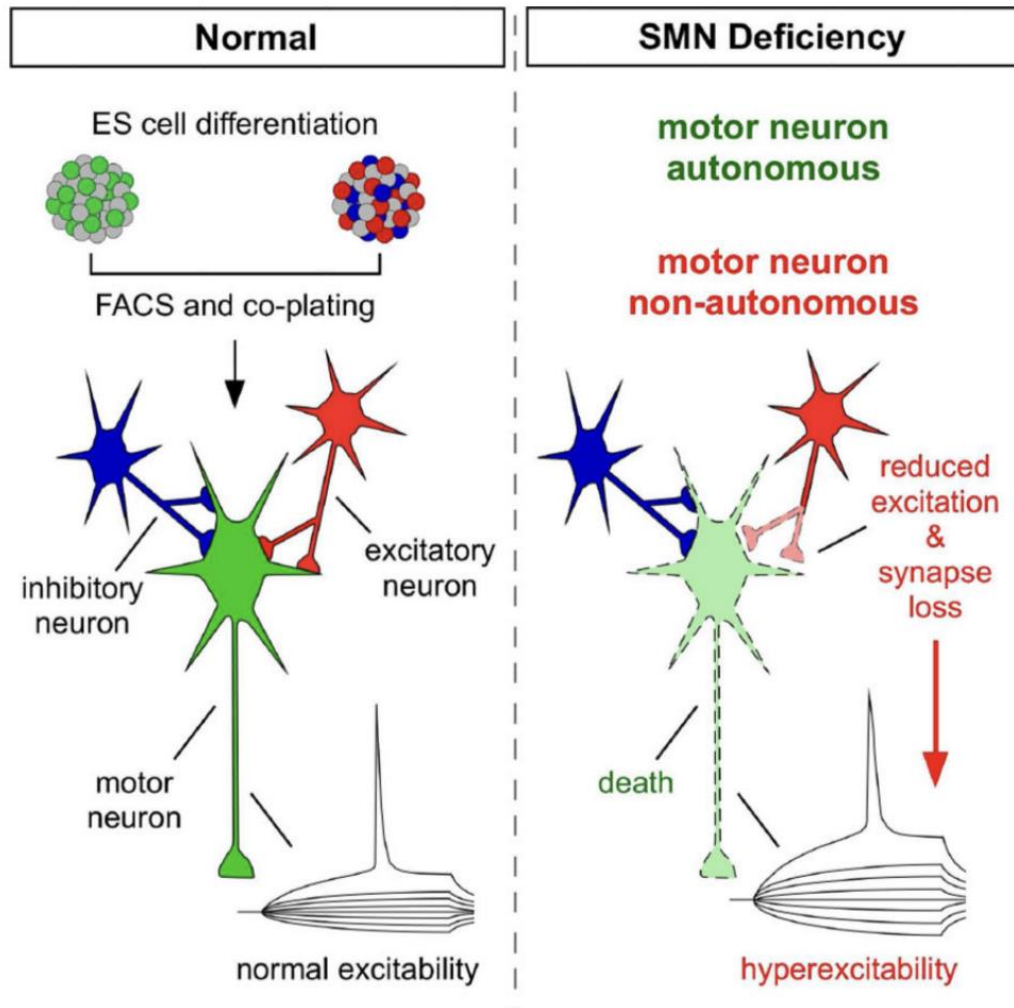 Normal
ES cell differentiation
FACS and co-plating
inhibitory
neuron
excitatory
neuron
motor
neuron
normal excitability
SMN Deficiency
motor neuron
autonomous
motor neuron
non-autonomous
reduced
excitation
&
synapse
loss
death
hyperexcitability